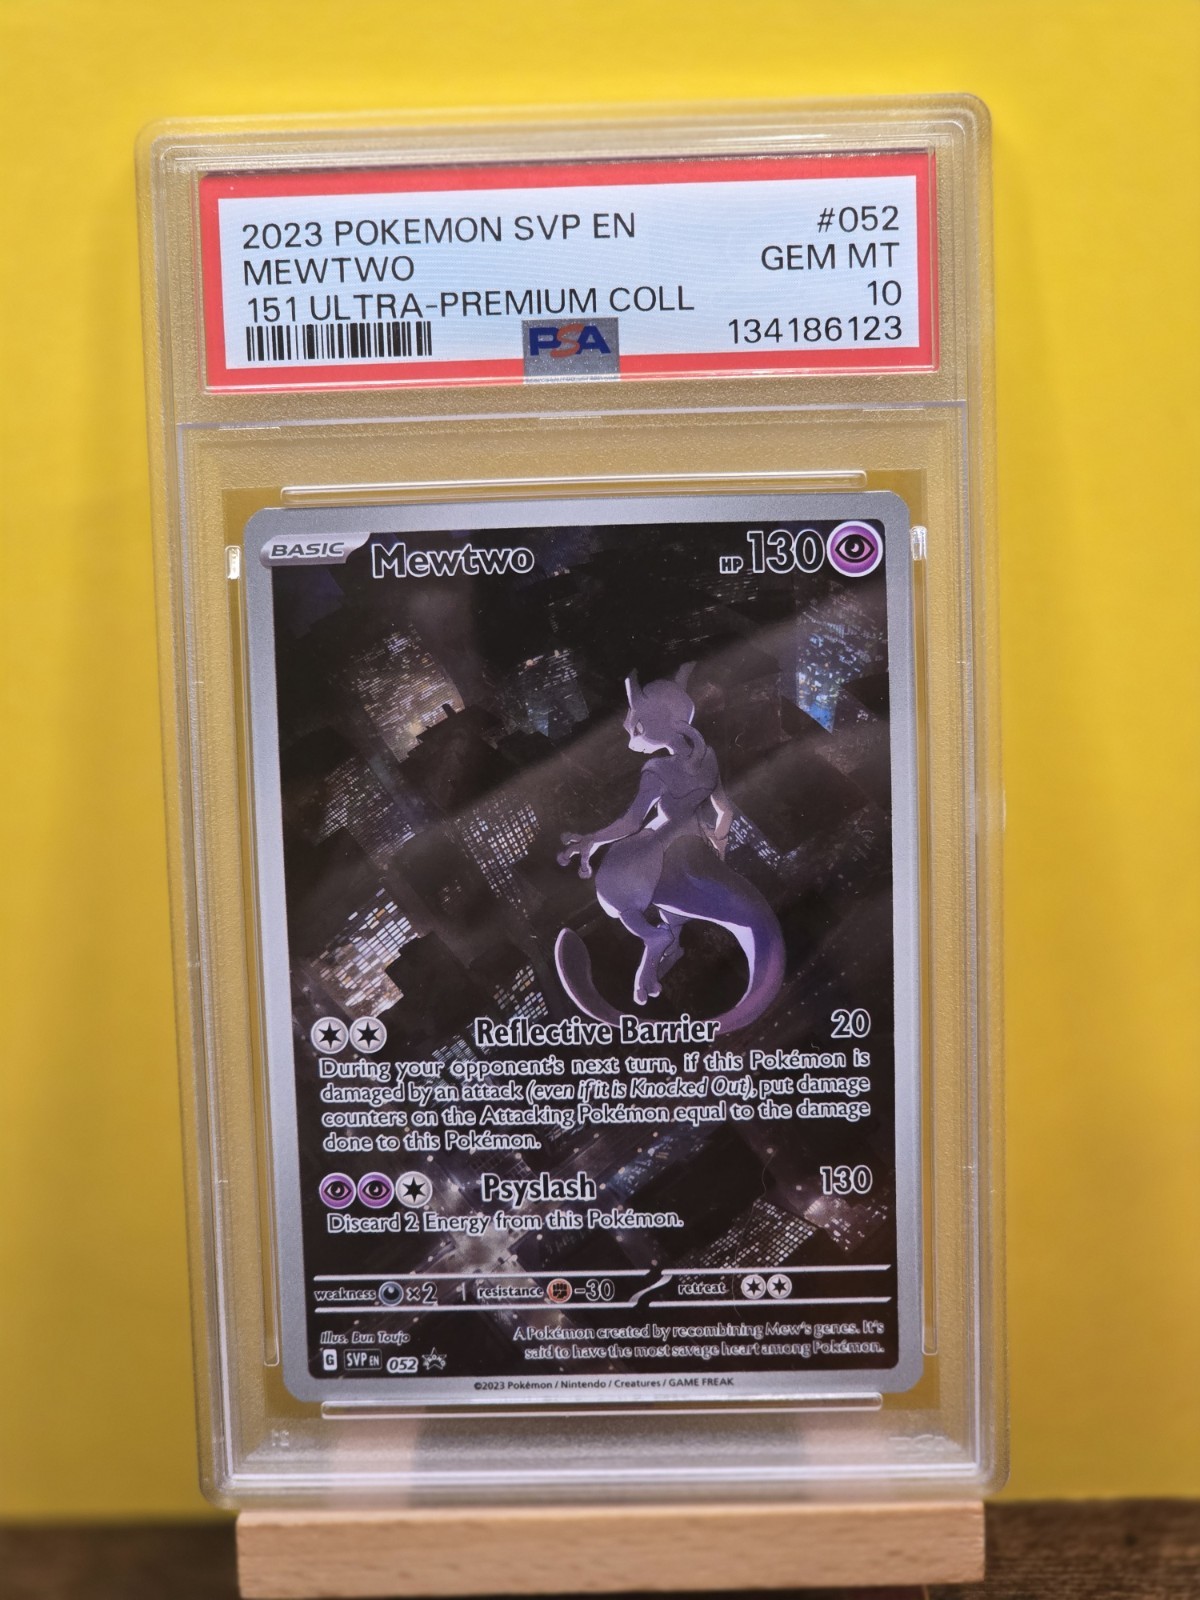 2023 POKEMON SVP EN #052
MEWTWO GEM MT
151 ULTRA-PREMIUM COLL 10
PSA 134186123
BASIC Mewtwo HP 130
Reflective Barrier 20
During your opponent's next turn, if this Pokémon is
damaged by an attack (even if it is Knocked Out), put damage
counters on the Attacking Pokémon equal to the damage
done to this Pokémon.
Psyslash 130
Discard 2 Energy from this Pokémon.
weakness ×2 resistance -30 retreat
Illus. Bun Toujo
A Pokémon created by recombining Mew's genes. It's
said to have the most savage heart among Pokémon.
G SVP EN 052
©2023 Pokémon / Nintendo / Creatures / GAME FREAK